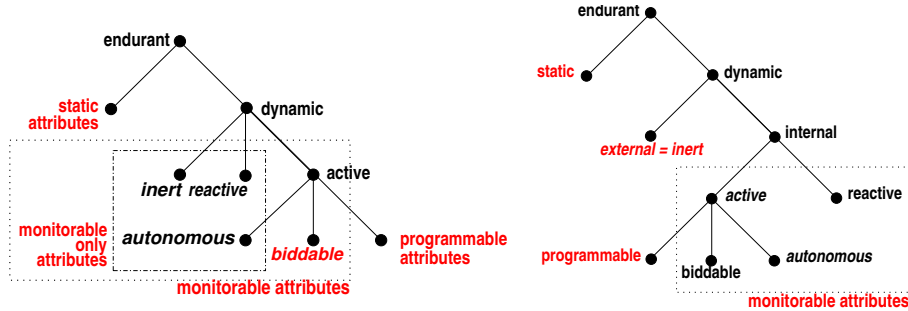 endurant
static
attributes
dynamic
inert reactive
active
monitorable
only
attributes
autonomous
biddable
programmable
attributes
monitorable attributes
endurant
static
dynamic
external = inert
internal
active
reactive
programmable
biddable
autonomous
monitorable attributes